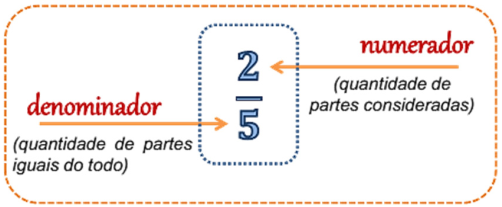 numerador
(quantidade de
partes consideradas)
2
5
denominador
(quantidade de partes
iguais do todo)